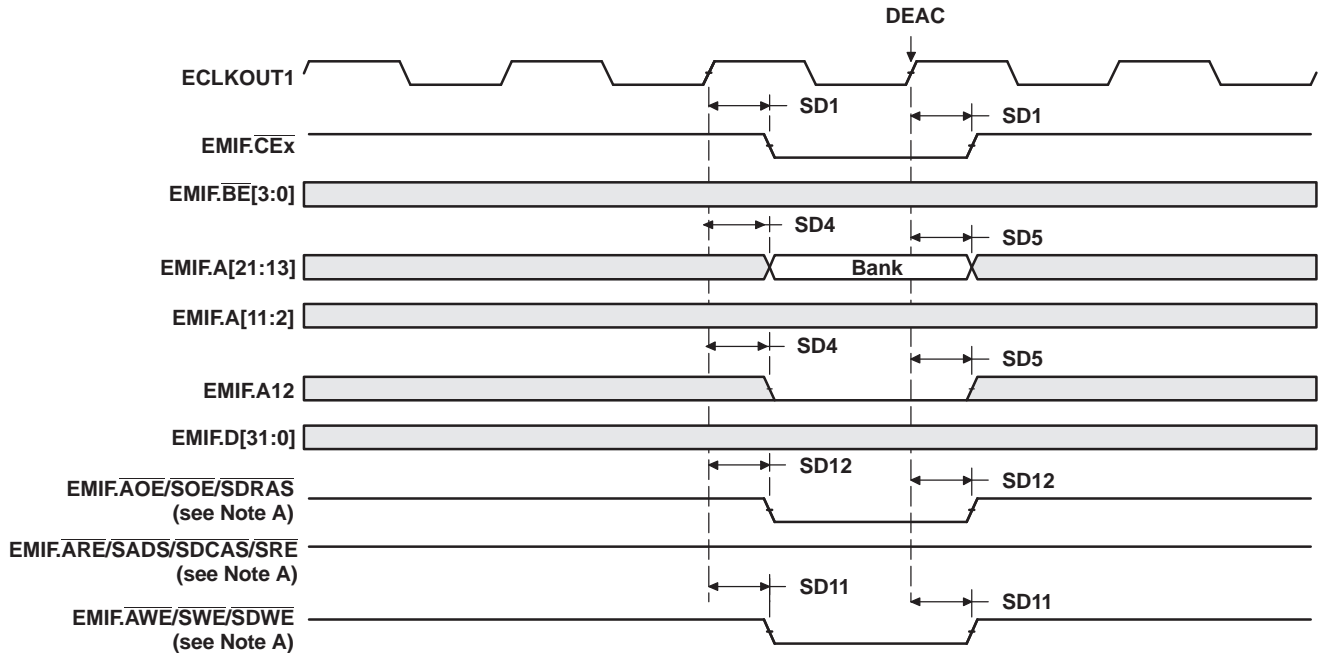 DEAC
ECLKOUT1
SD1
SD1
EMIF.CEx
EMIF.BE[3:0]
SD4
SD5
EMIF.A[21:13]
Bank
EMIF.A[11:2]
SD4
SD5
EMIF.A12
EMIF.D[31:0]
SD12
SD12
EMIF.AOE/SOE/SDRAS
(see Note A)
EMIF.ARE/SADS/SDCAS/SRE
(see Note A)
SD11
SD11
EMIF.AWE/SWE/SDWE
(see Note A)